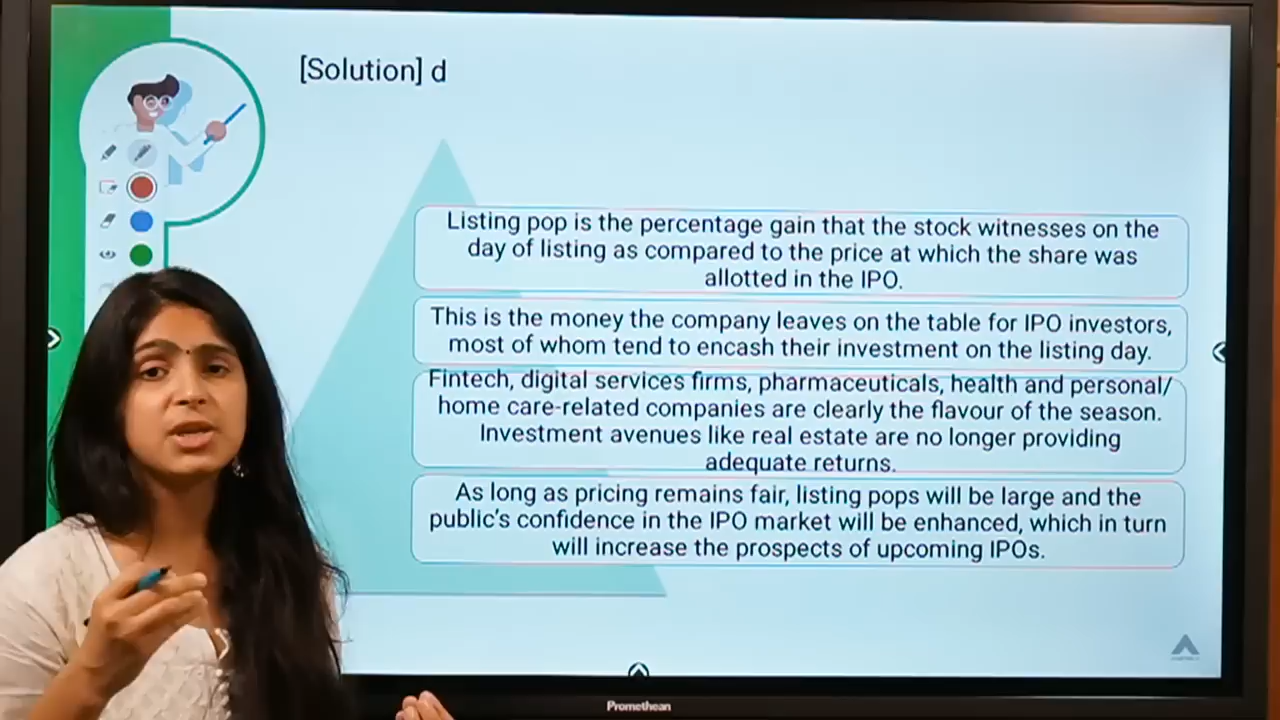 [Solution] d
Listing pop is the percentage gain that the stock witnesses on the
day of listing as compared to the price at which the share was
allotted in the IPO.
This is the money the company leaves on the table for IPO investors,
most of whom tend to encash their investment on the listing day.
Fintech, digital services firms, pharmaceuticals, health and personal/
home care-related companies are clearly the flavour of the season.
Investment avenues like real estate are no longer providing
adequate returns.
As long as pricing remains fair, listing pops will be large and the
public's confidence in the IPO market will be enhanced, which in turn
will increase the prospects of upcoming IPOs.
Promethean